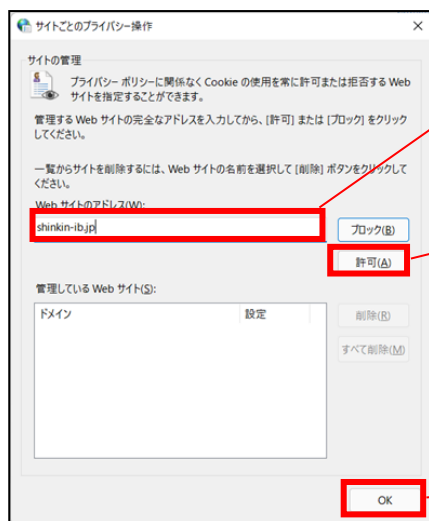 サイトごとのプライバシー操作
サイトの管理
プライバシー ポリシーに関係なく Cookie の使用を常に許可または拒否する Web
サイトを指定することができます。
管理する Web サイトの完全なアドレスを入力してから、[許可] または [ブロック] をクリック
してください。
一覧からサイトを削除するには、Web サイトの名前を選択して [削除] ボタンをクリックして
ください。
Web サイトのアドレス(W):
shinkin-ib.jp
ブロック(B)
許可(A)
管理している Web サイト(S):
ドメイン 設定
削除(R)
すべて削除(M)
OK